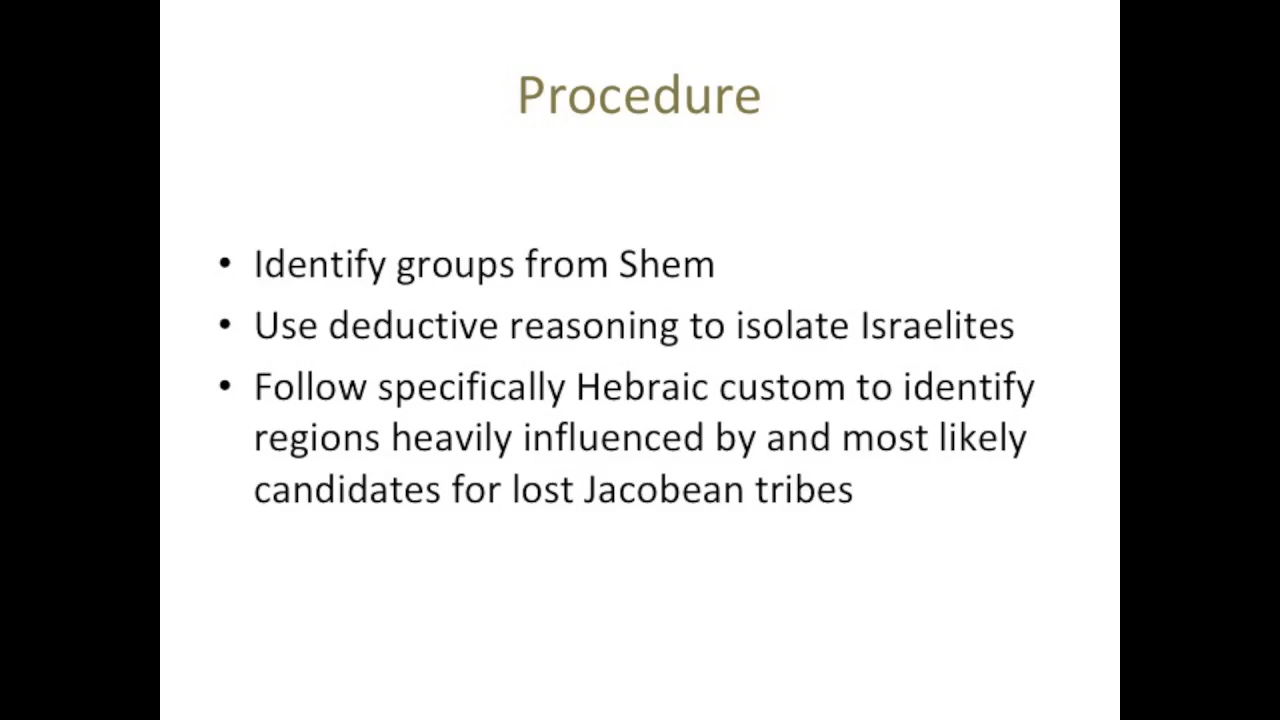 Procedure
• Identify groups from Shem
• Use deductive reasoning to isolate Israelites
• Follow specifically Hebraic custom to identify
regions heavily influenced by and most likely
candidates for lost Jacobean tribes